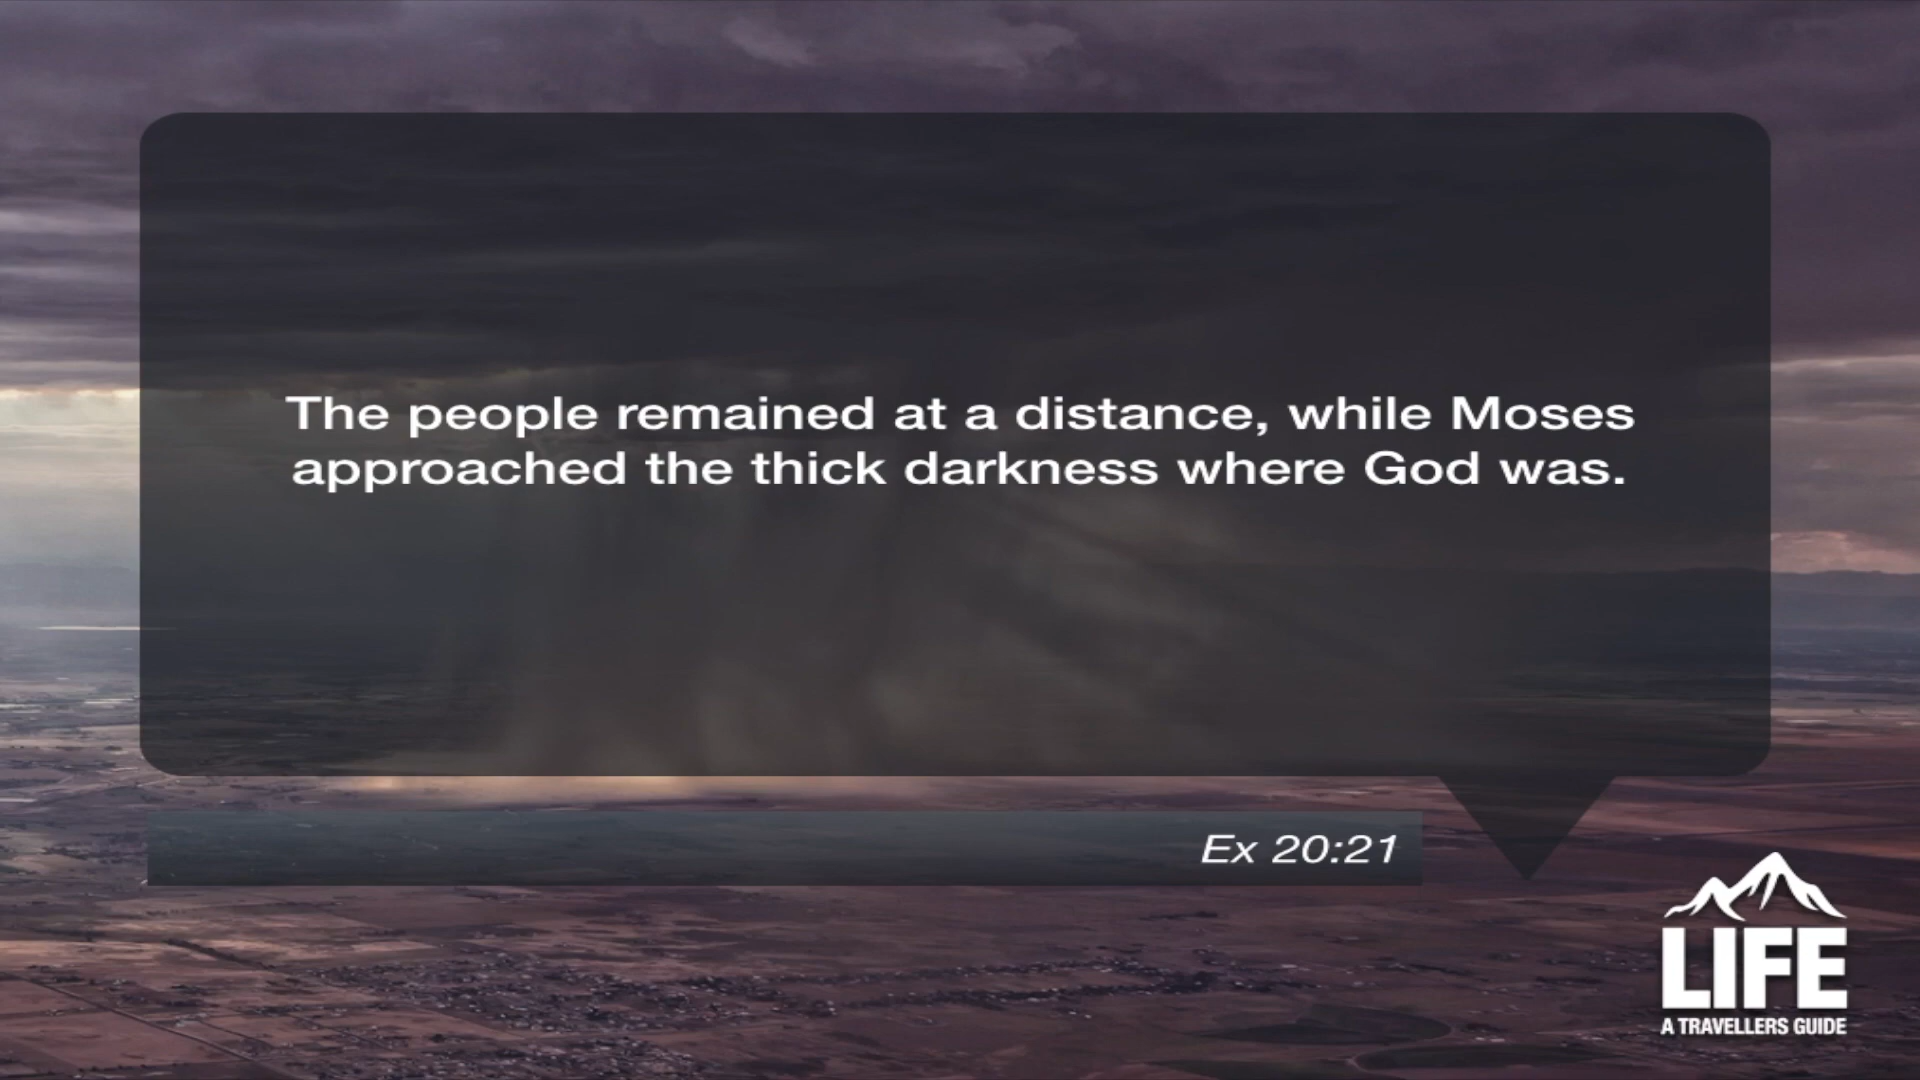 The people remained at a distance, while Moses
approached the thick darkness where God was.
Ex 20:21
LIFE
A TRAVELLERS GUIDE